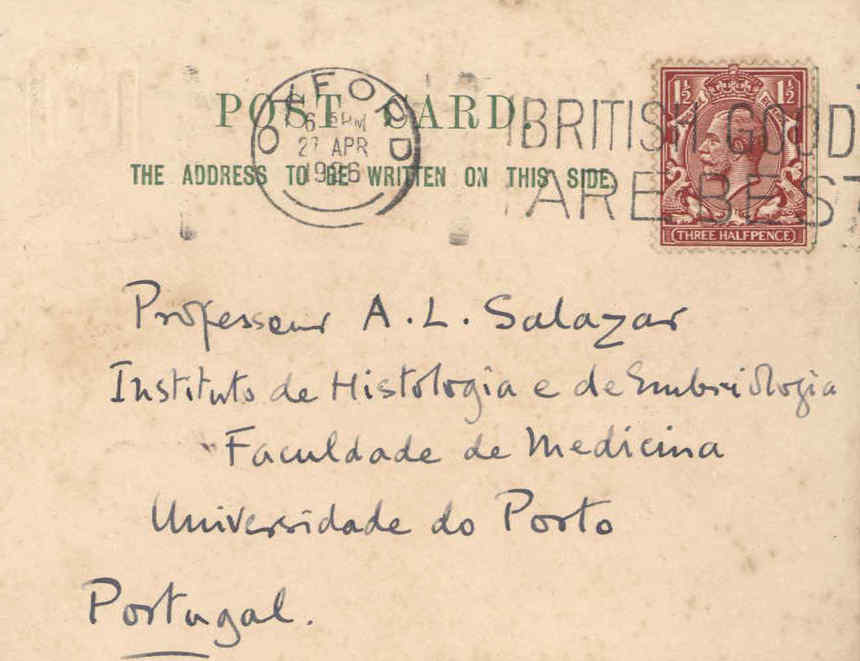 POST CARD.
THE ADDRESS TO BE WRITTEN ON THIS SIDE.
OXFORD
27 APR
1926
BRITISH GOOD
ARE BEST
1½ 1½
THREE HALFPENCE
Professeur A. L. Salazar
Instituto de Histologia e de Embriologia
Faculdade de Medicina
Universidade do Porto
Portugal.